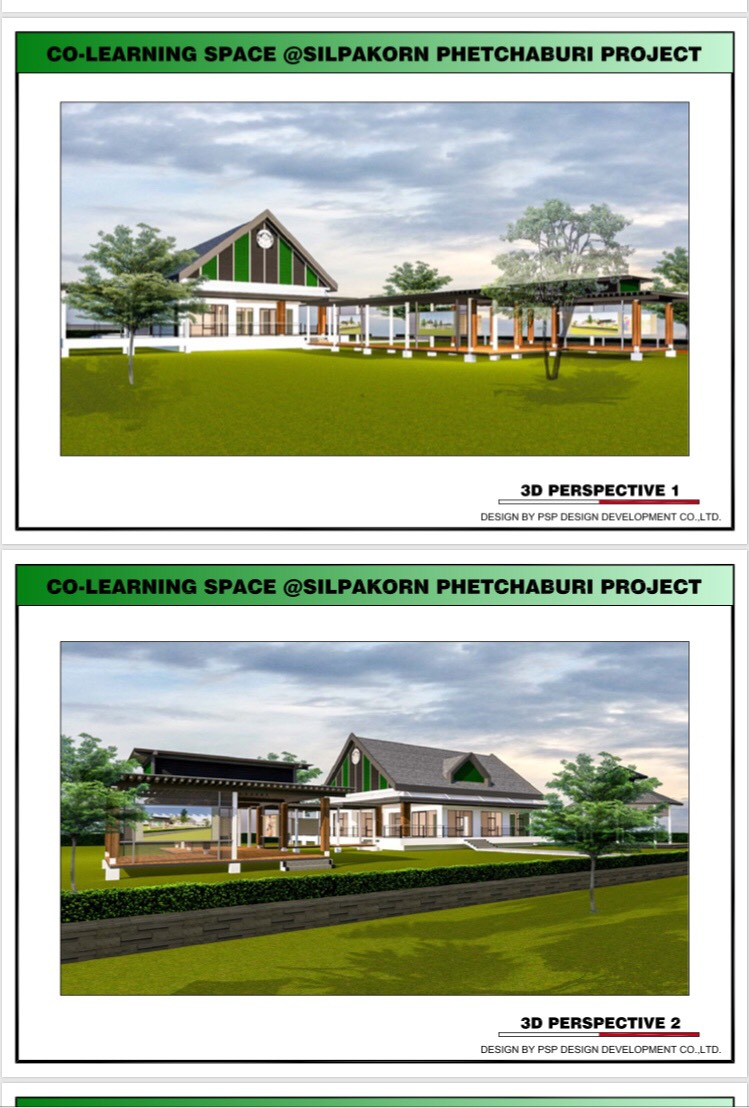 CO-LEARNING SPACE @SILPAKORN PHETCHABURI PROJECT
3D PERSPECTIVE 1
DESIGN BY PSP DESIGN DEVELOPMENT CO.,LTD.
CO-LEARNING SPACE @SILPAKORN PHETCHABURI PROJECT
3D PERSPECTIVE 2
DESIGN BY PSP DESIGN DEVELOPMENT CO.,LTD.